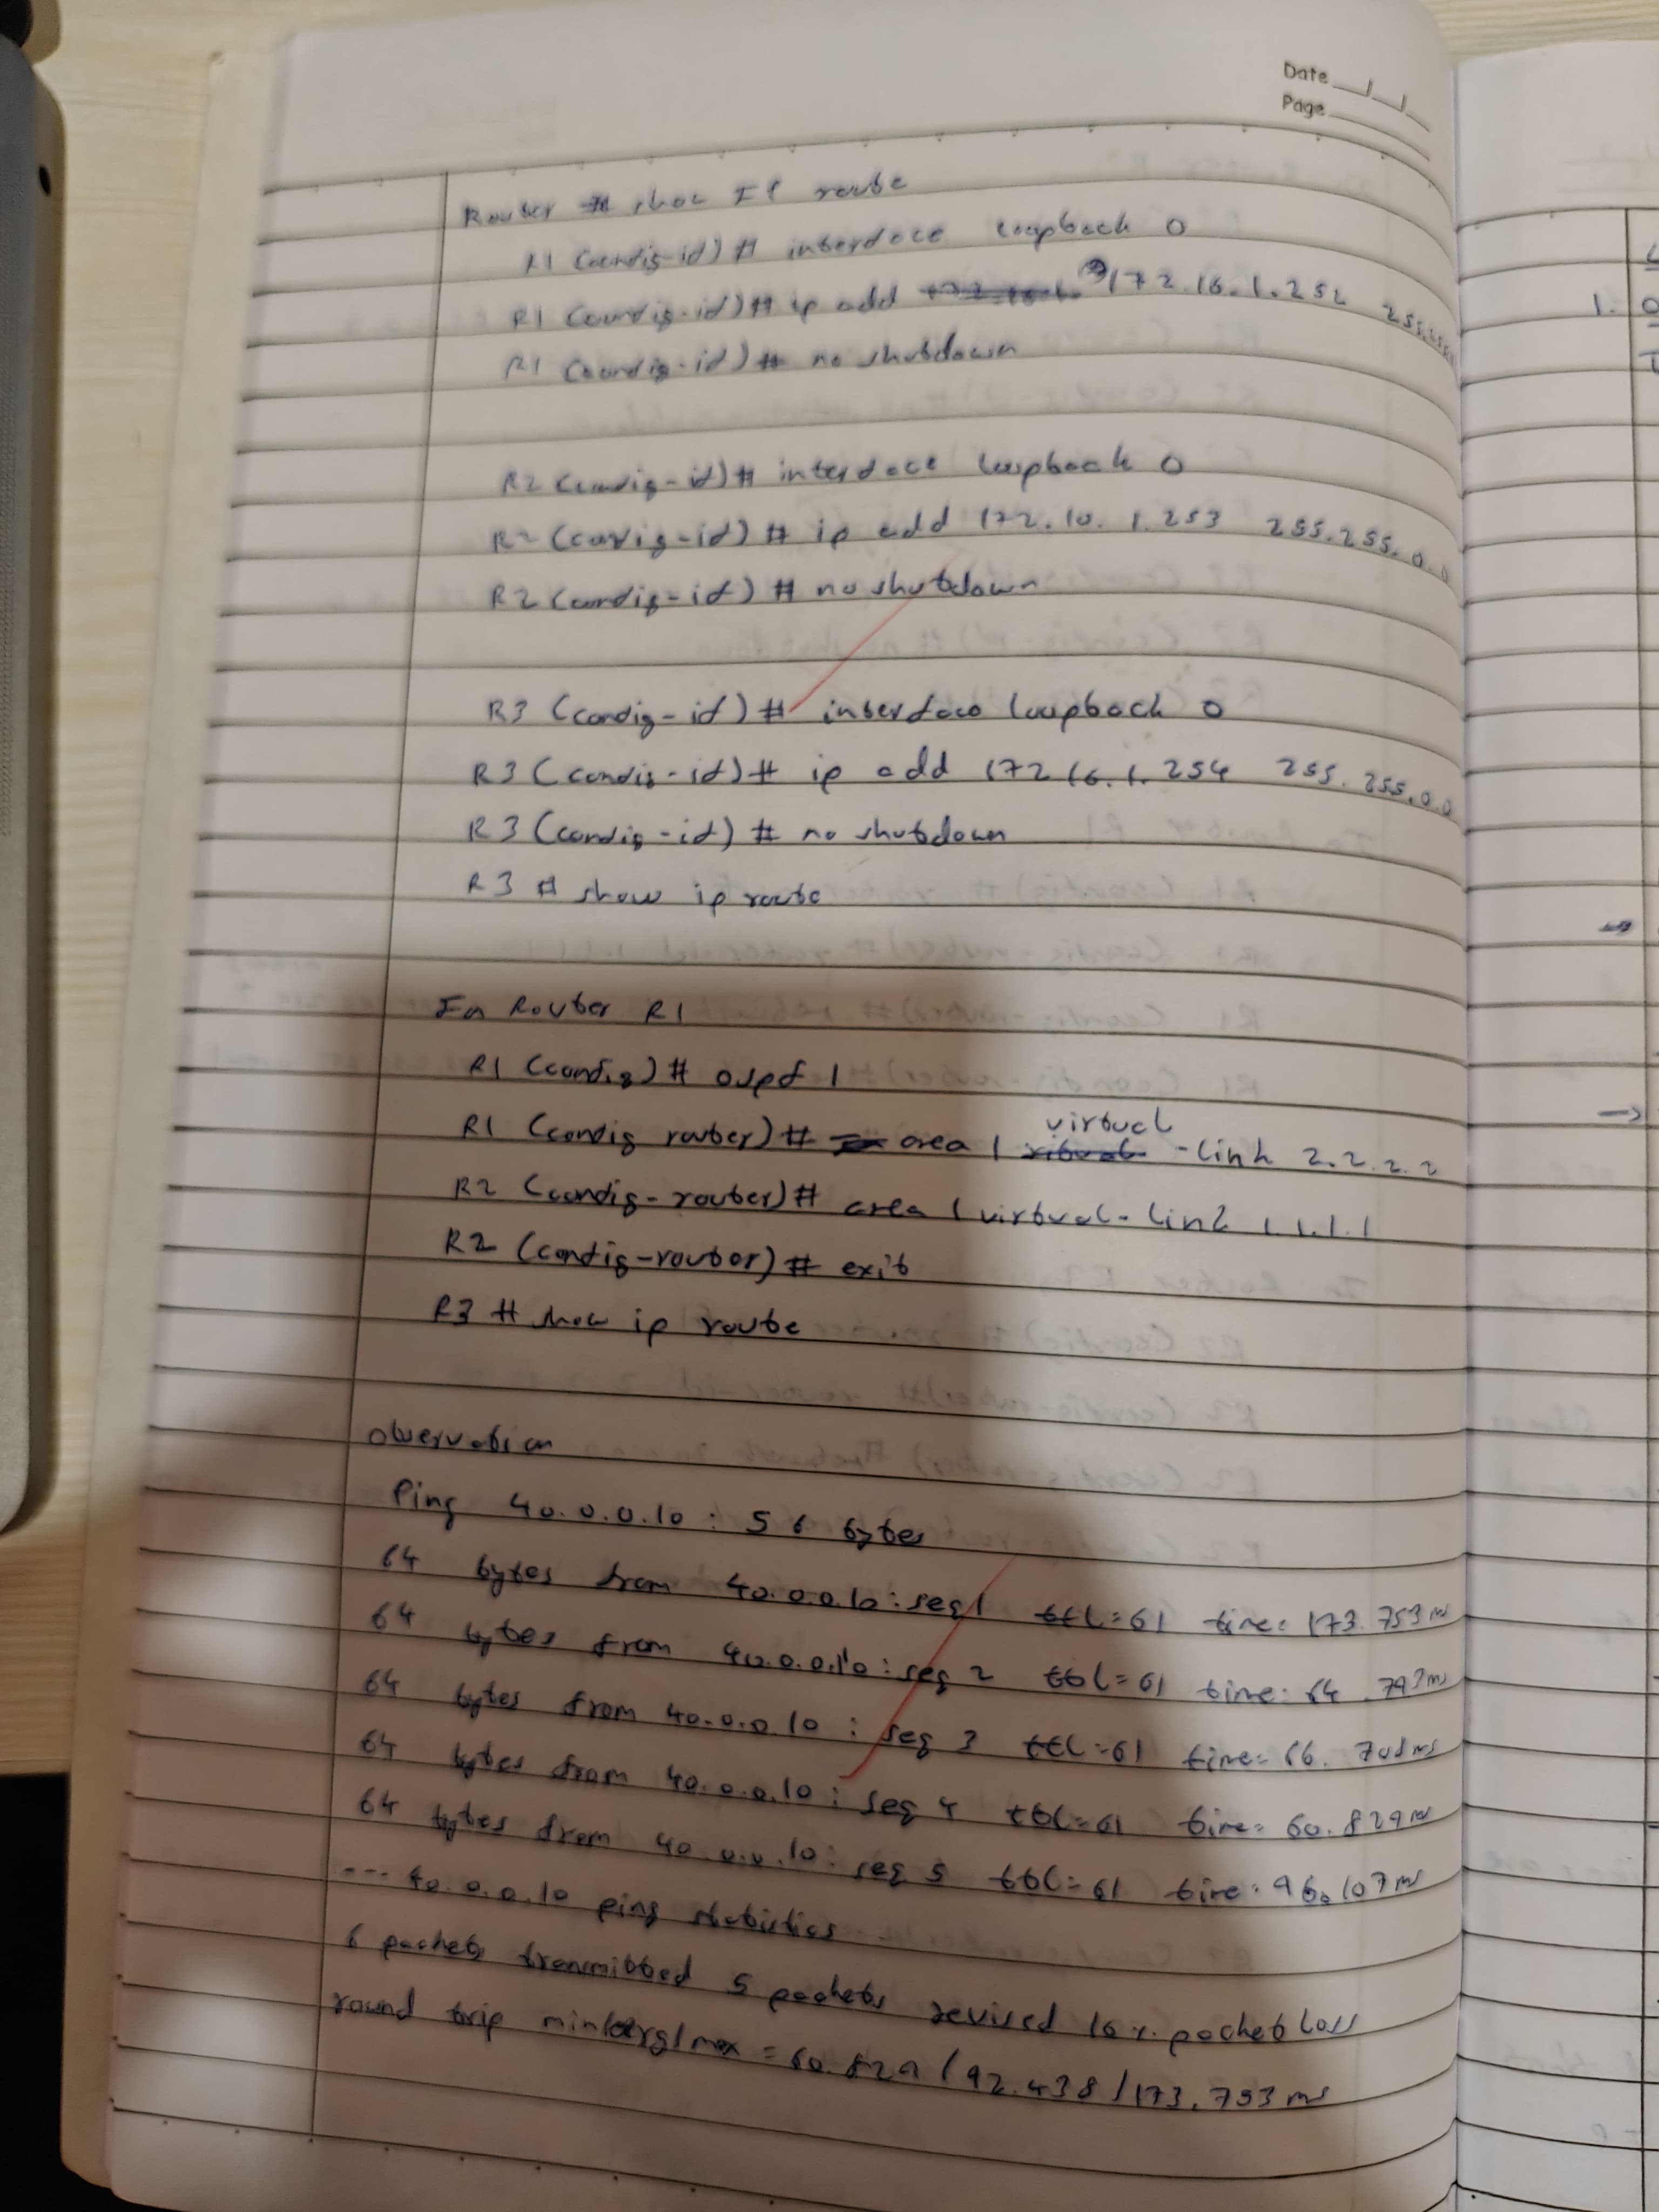 Date
Page
Router # show IP route
R1 (config-if) # interface loopback 0
R1 (config-if) # ip add 172.16.1.252 255.255.
R1 (config-if) # no shutdown
R2 (config-if) # interface loopback 0
R2 (config-if) # ip add 172.10.1.253 255.255.0.0
R2 (config-if) # no shutdown
R3 (config-if) # interface loopback 0
R3 (config-if) # ip add 172.16.1.254 255.255.0.0
R3 (config-if) # no shutdown
R3 # show ip route
In Router R1
R1 (config) # ospf 1
R1 (config router) # area 1 virtual -link 2.2.2.2
R2 (config-router) # area 1 virtual-link 1.1.1.1
R2 (config-router) # exit
R3 # show ip route
Observation
Ping 40.0.0.10 : 56 bytes
64 bytes from 40.0.0.10 : seq 1 ttl=61 time= 173.753 ms
64 bytes from 40.0.0.10 : seq 2 ttl=61 time: 64.793 ms
64 bytes from 40.0.0.10 : seq 3 ttl=61 time= 66.708 ms
64 bytes from 40.0.0.10 : seq 4 ttl=61 time= 60.829 ms
64 bytes from 40.0.0.10 : seq 5 ttl=61 time: 96.107 ms
--- 40.0.0.10 ping statistics
6 packets transmitted 5 packets revised 16 % packet loss
round trip min/avg/max = 60.829 / 92.438 / 173.753 ms